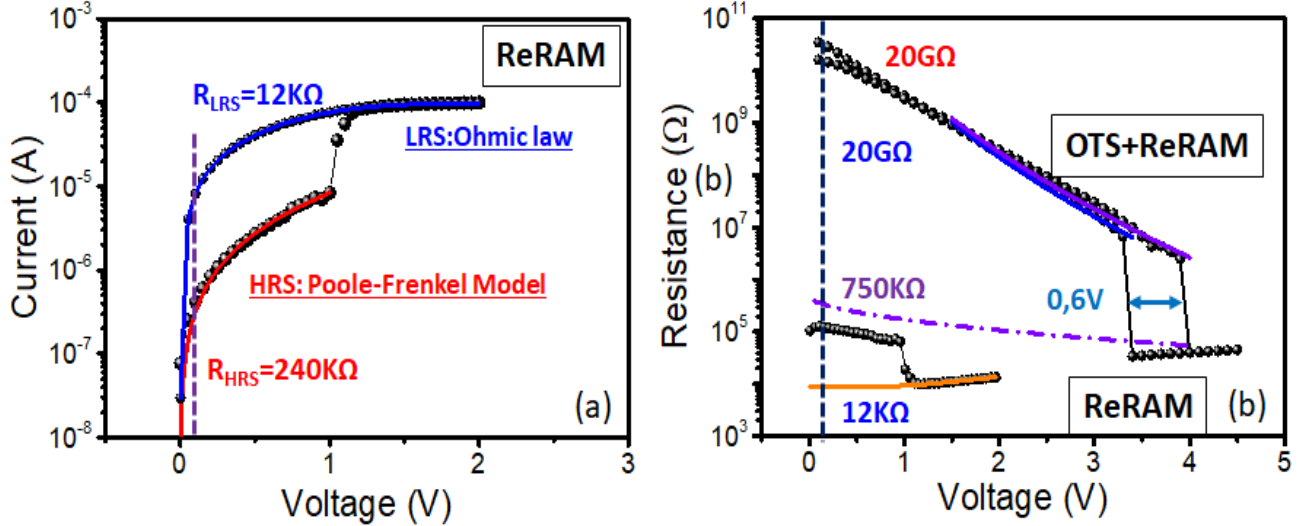 ReRAM
R_LRS=12KΩ
LRS:Ohmic law
HRS: Poole-Frenkel Model
R_HRS=240KΩ
(a)
Current (A)
10⁻³
10⁻⁴
10⁻⁵
10⁻⁶
10⁻⁷
10⁻⁸
0
1
2
3
Voltage (V)
(b)
20GΩ
OTS+ReRAM
20GΩ
750KΩ
0,6V
12KΩ
ReRAM
(b)
Resistance (Ω)
10¹¹
10⁹
10⁷
10⁵
10³
0
1
2
3
4
5
Voltage (V)